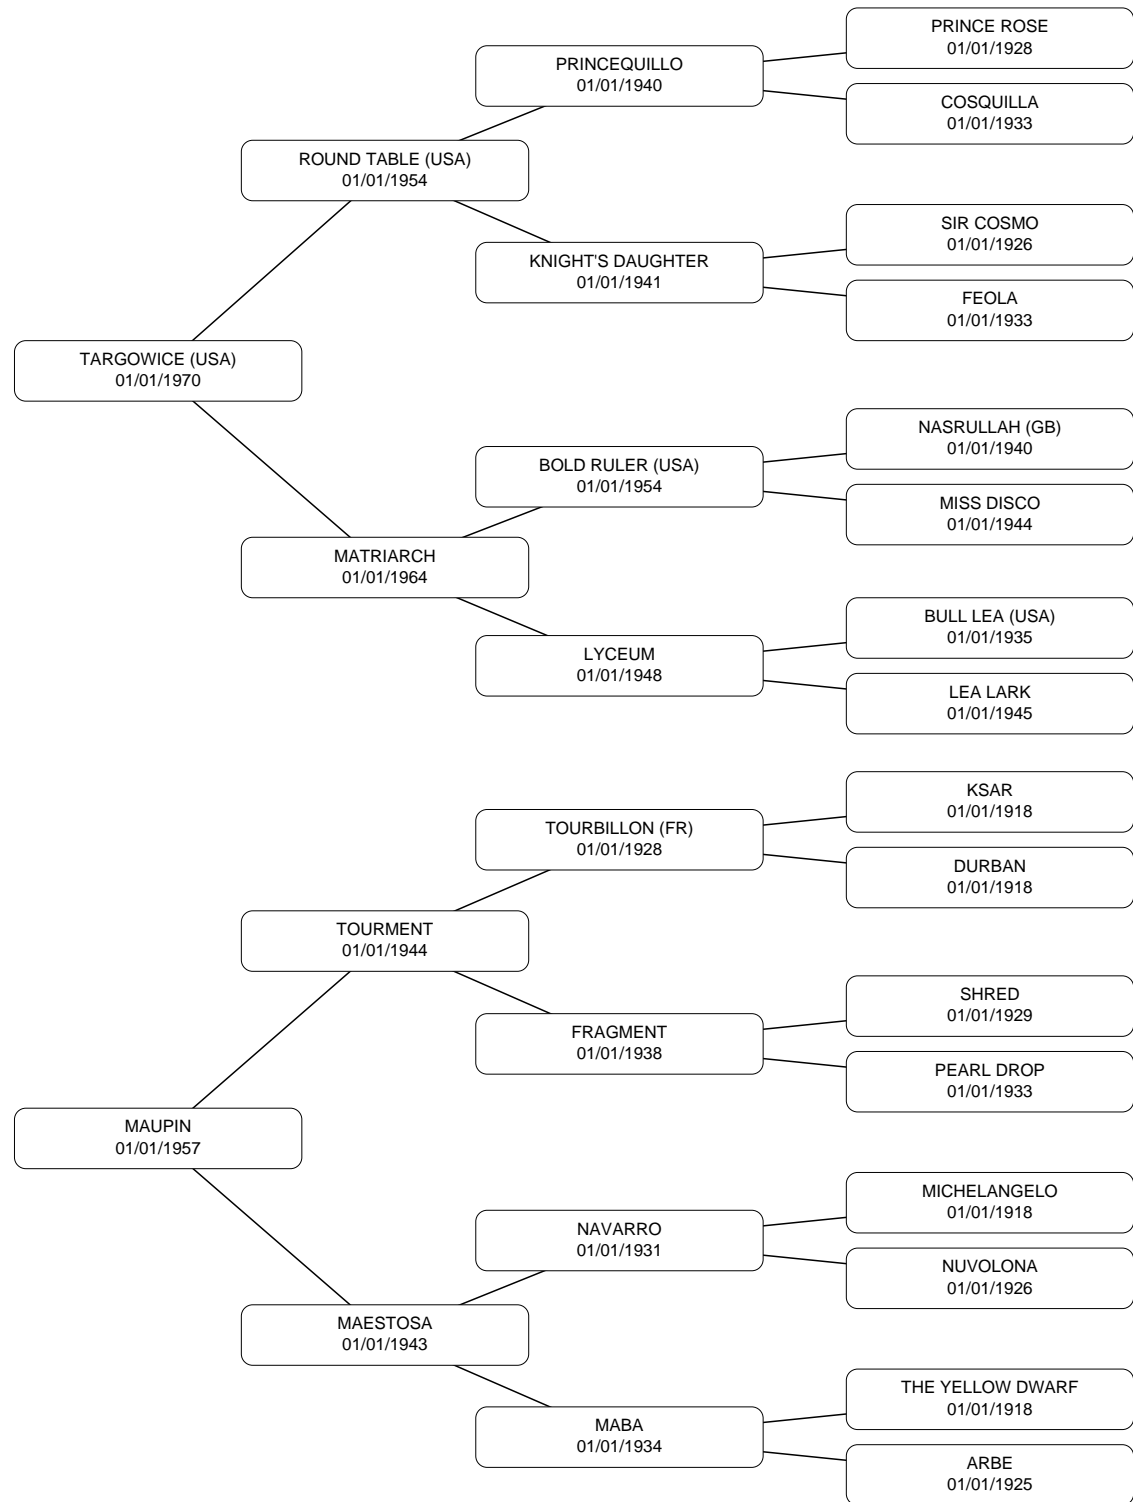 PRINCE ROSE
01/01/1928
PRINCEQUILLO
01/01/1940
COSQUILLA
01/01/1933
ROUND TABLE (USA)
01/01/1954
SIR COSMO
01/01/1926
KNIGHT'S DAUGHTER
01/01/1941
FEOLA
01/01/1933
TARGOWICE (USA)
01/01/1970
NASRULLAH (GB)
01/01/1940
BOLD RULER (USA)
01/01/1954
MISS DISCO
01/01/1944
MATRIARCH
01/01/1964
BULL LEA (USA)
01/01/1935
LYCEUM
01/01/1948
LEA LARK
01/01/1945
KSAR
01/01/1918
TOURBILLON (FR)
01/01/1928
DURBAN
01/01/1918
TOURMENT
01/01/1944
SHRED
01/01/1929
FRAGMENT
01/01/1938
PEARL DROP
01/01/1933
MAUPIN
01/01/1957
MICHELANGELO
01/01/1918
NAVARRO
01/01/1931
NUVOLONA
01/01/1926
MAESTOSA
01/01/1943
THE YELLOW DWARF
01/01/1918
MABA
01/01/1934
ARBE
01/01/1925